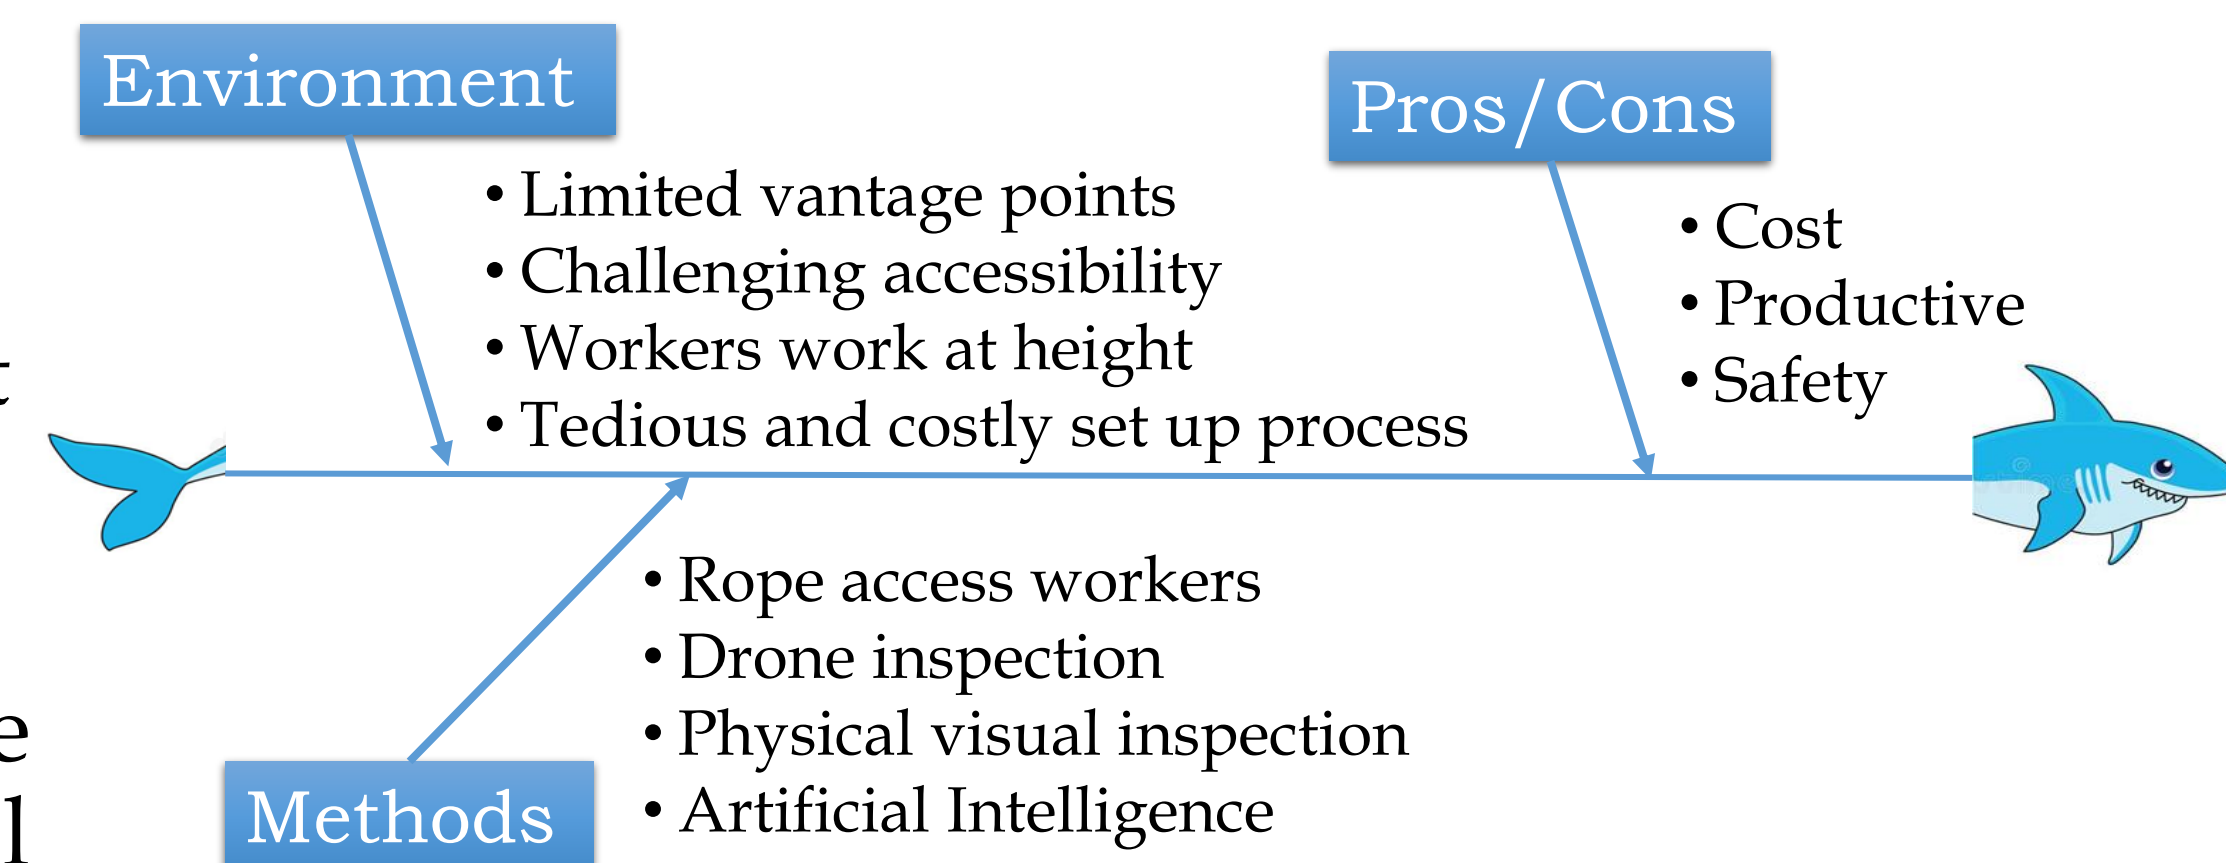 Environment
• Limited vantage points
• Challenging accessibility
• Workers work at height
• Tedious and costly set up process
Pros/Cons
• Cost
• Productive
• Safety
Methods
• Rope access workers
• Drone inspection
• Physical visual inspection
• Artificial Intelligence